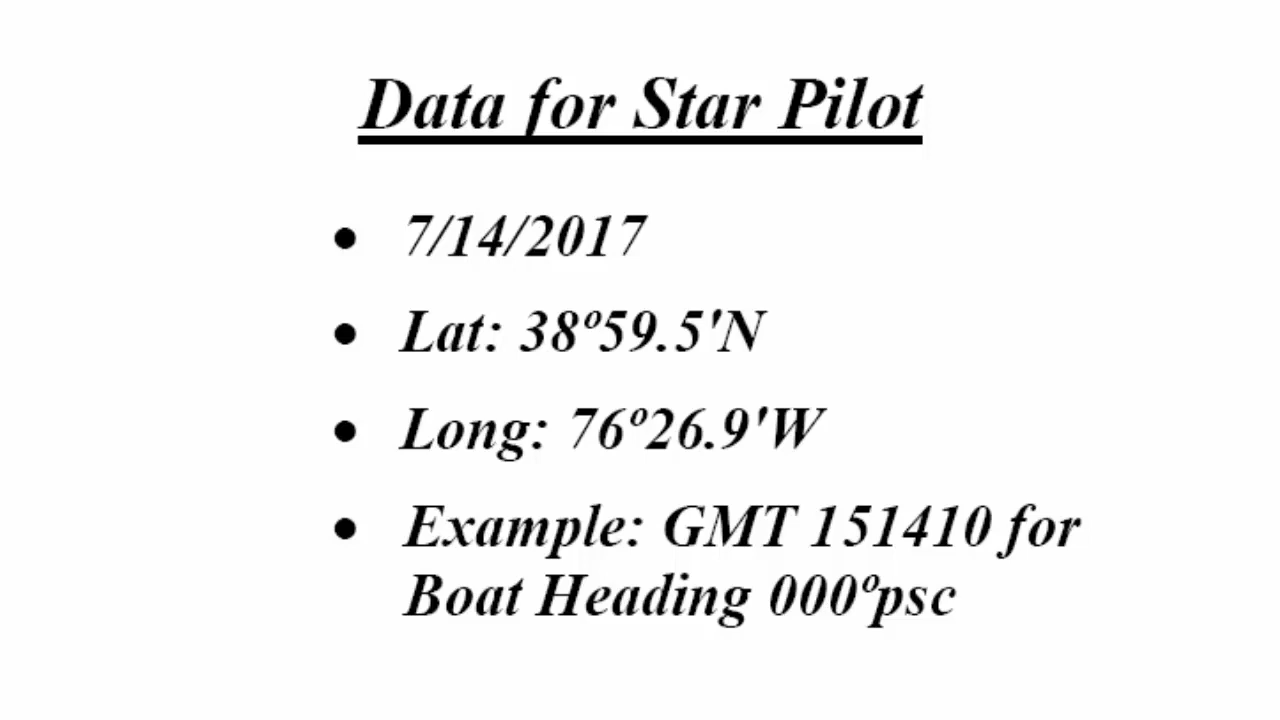 Data for Star Pilot
• 7/14/2017
• Lat: 38º59.5'N
• Long: 76º26.9'W
• Example: GMT 151410 for
Boat Heading 000ºpsc